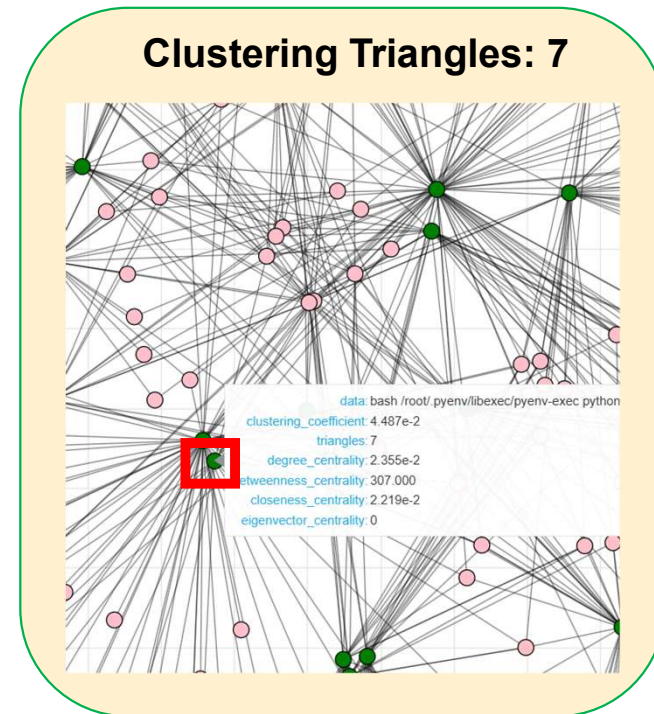 Clustering Triangles: 7
data: bash /root/.pyenv/libexec/pyenv-exec python
clustering_coefficient: 4.487e-2
triangles: 7
degree_centrality: 2.355e-2
etweenness_centrality: 307.000
closeness_centrality: 2.219e-2
eigenvector_centrality: 0